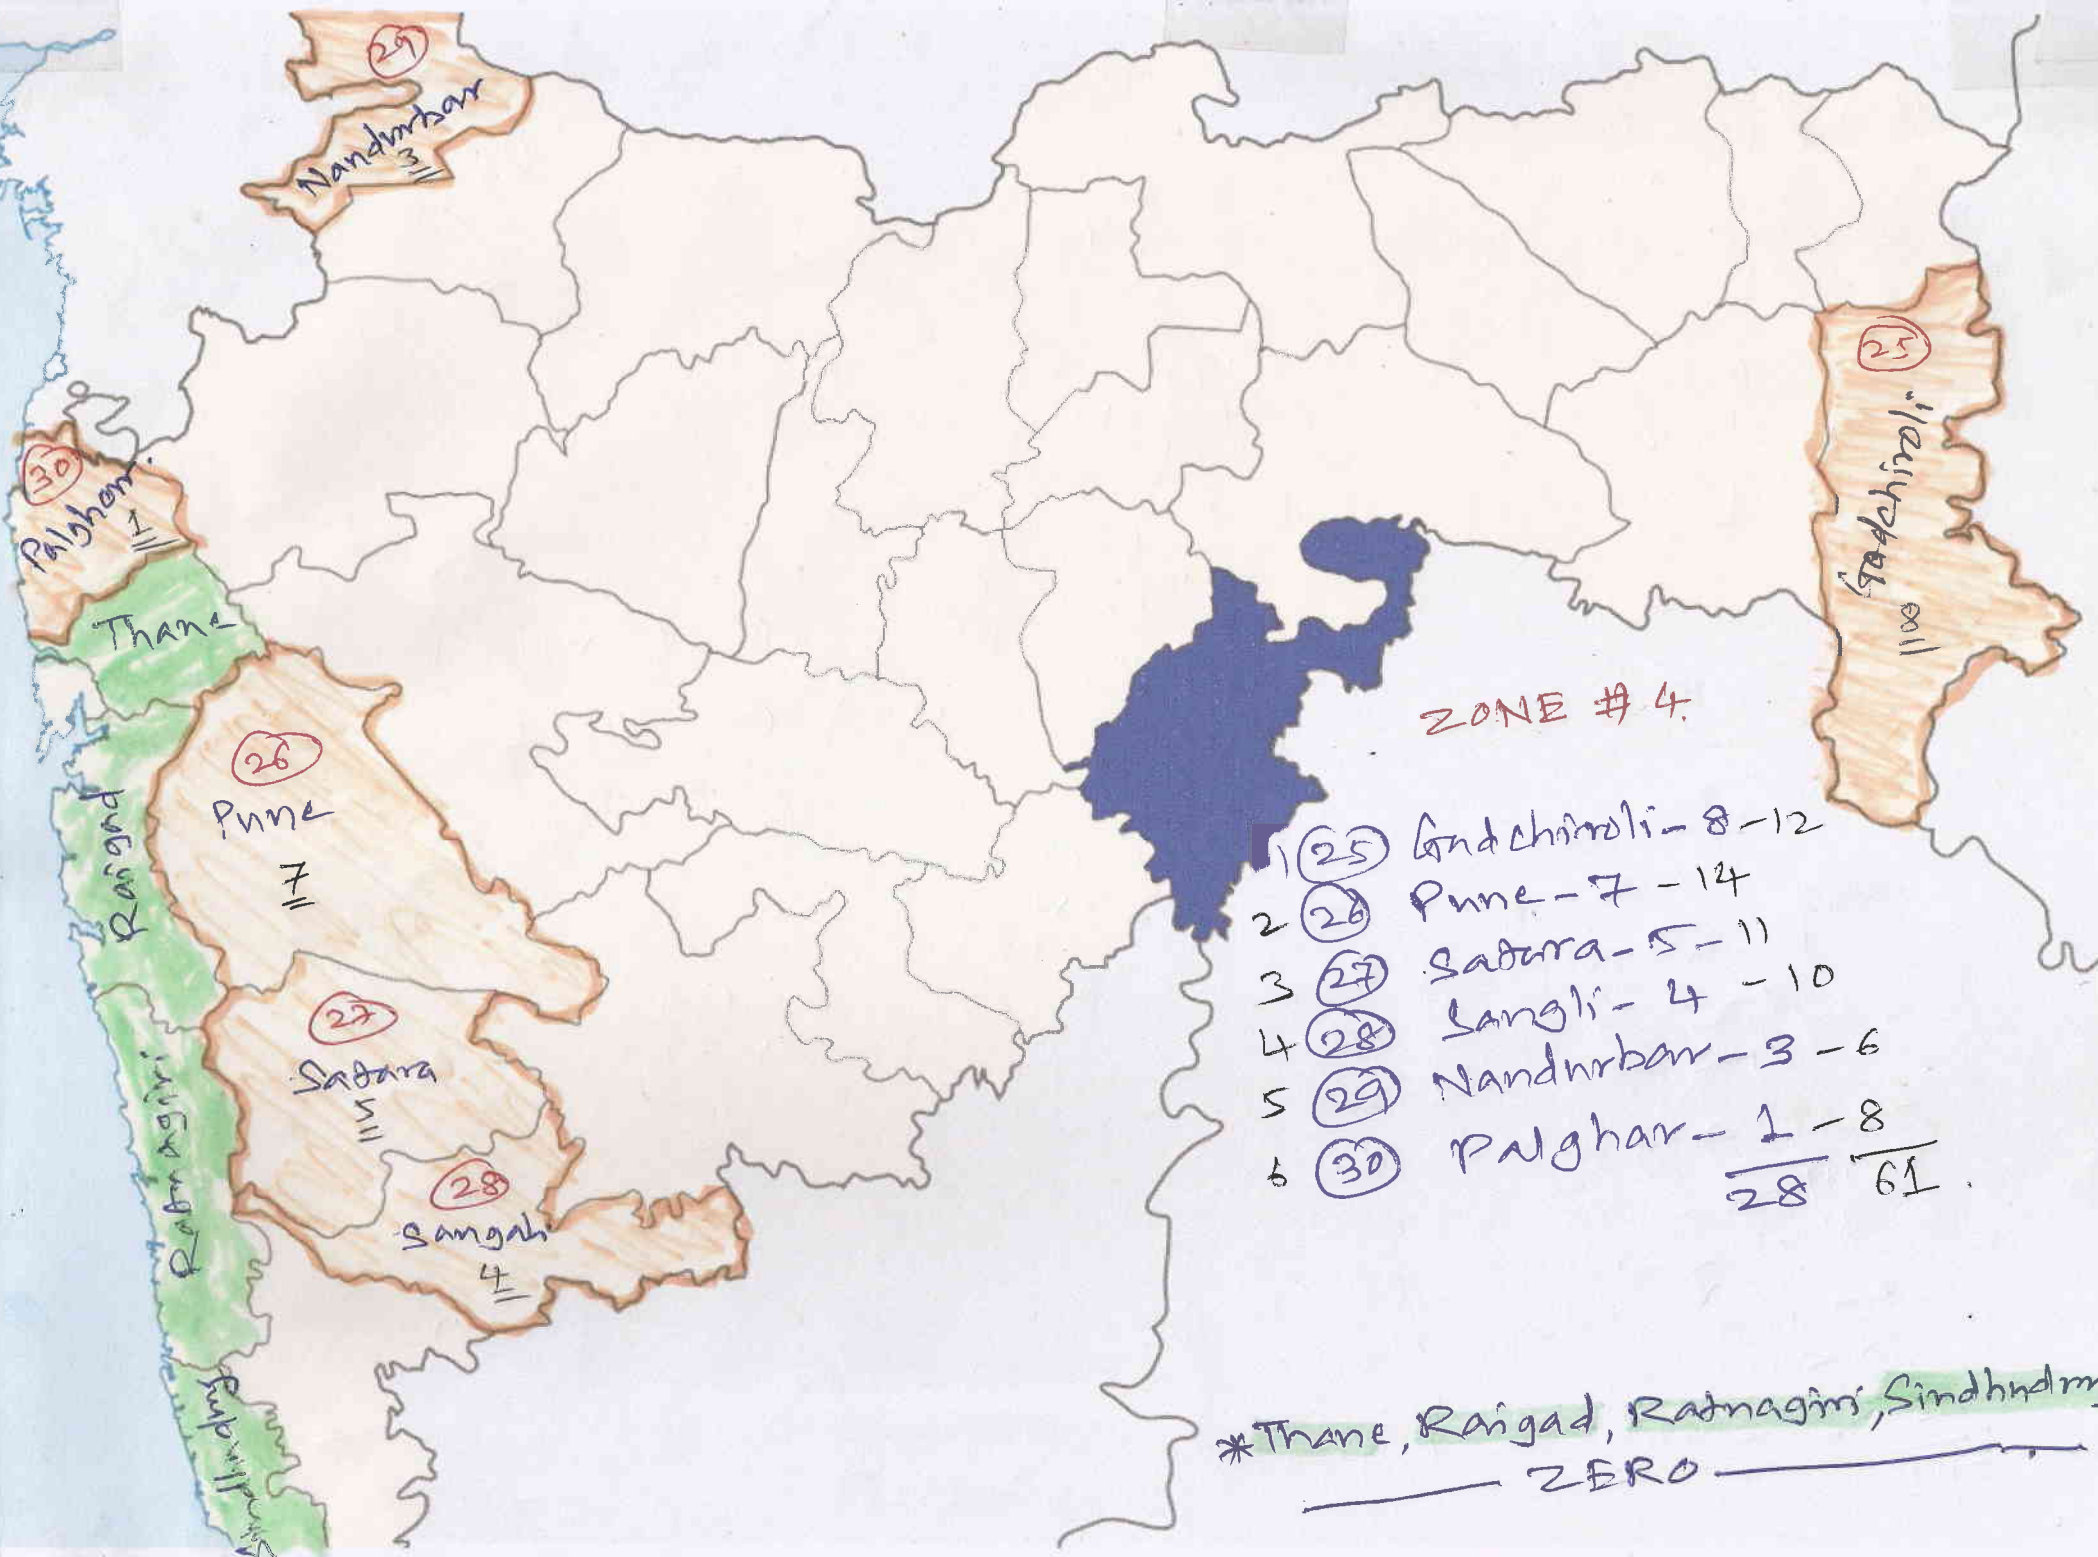 29
Nandurbar
3
30
Palghar
1
Thane
25
Gadchiroli
8
26
Pune
7
Raigad
27
Satara
5
Ratnagiri
28
Sangali
4
Sindhudurg
ZONE # 4.
1 25 Gadchiroli - 8 - 12
2 26 Pune - 7 - 14
3 27 Satara - 5 - 11
4 28 Sangli - 4 - 10
5 29 Nandurbar - 3 - 6
6 30 Palghar - 1 - 8
28 61.
*Thane, Raigad, Ratnagiri, Sindhudur
ZERO